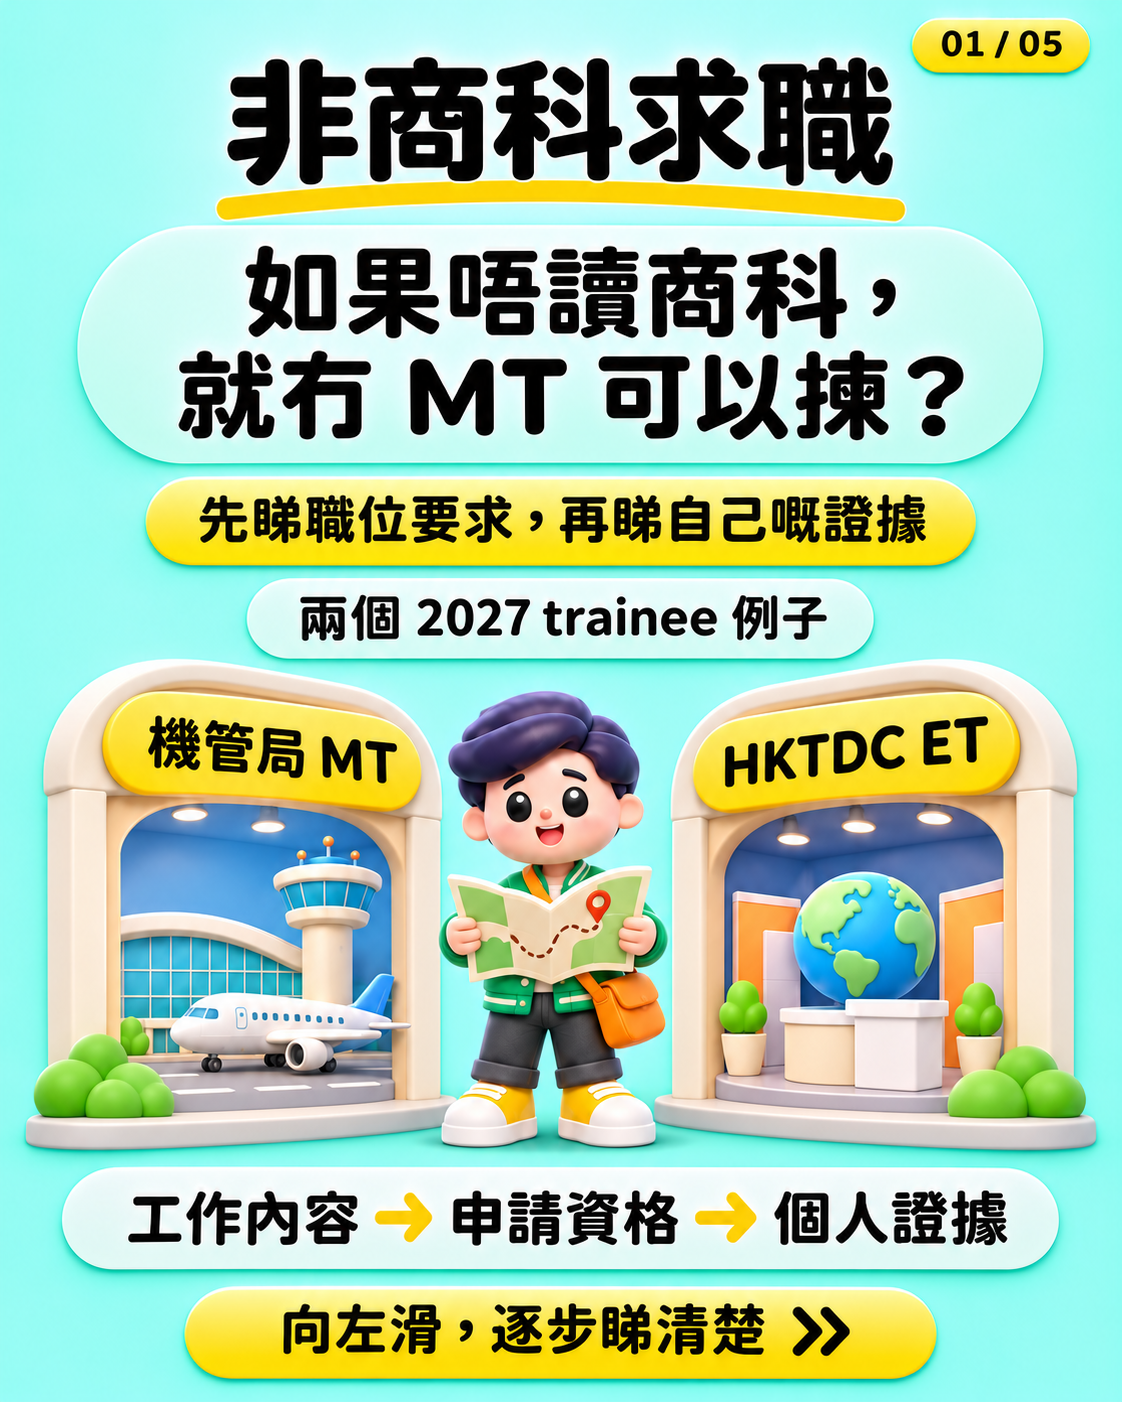 01 / 05
非商科求職
如果唔讀商科，
就冇 MT 可以揀？
先睇職位要求，再睇自己嘅證據
兩個 2027 trainee 例子
機管局 MT
HKTDC ET
工作內容 → 申請資格 → 個人證據
向左滑，逐步睇清楚 »